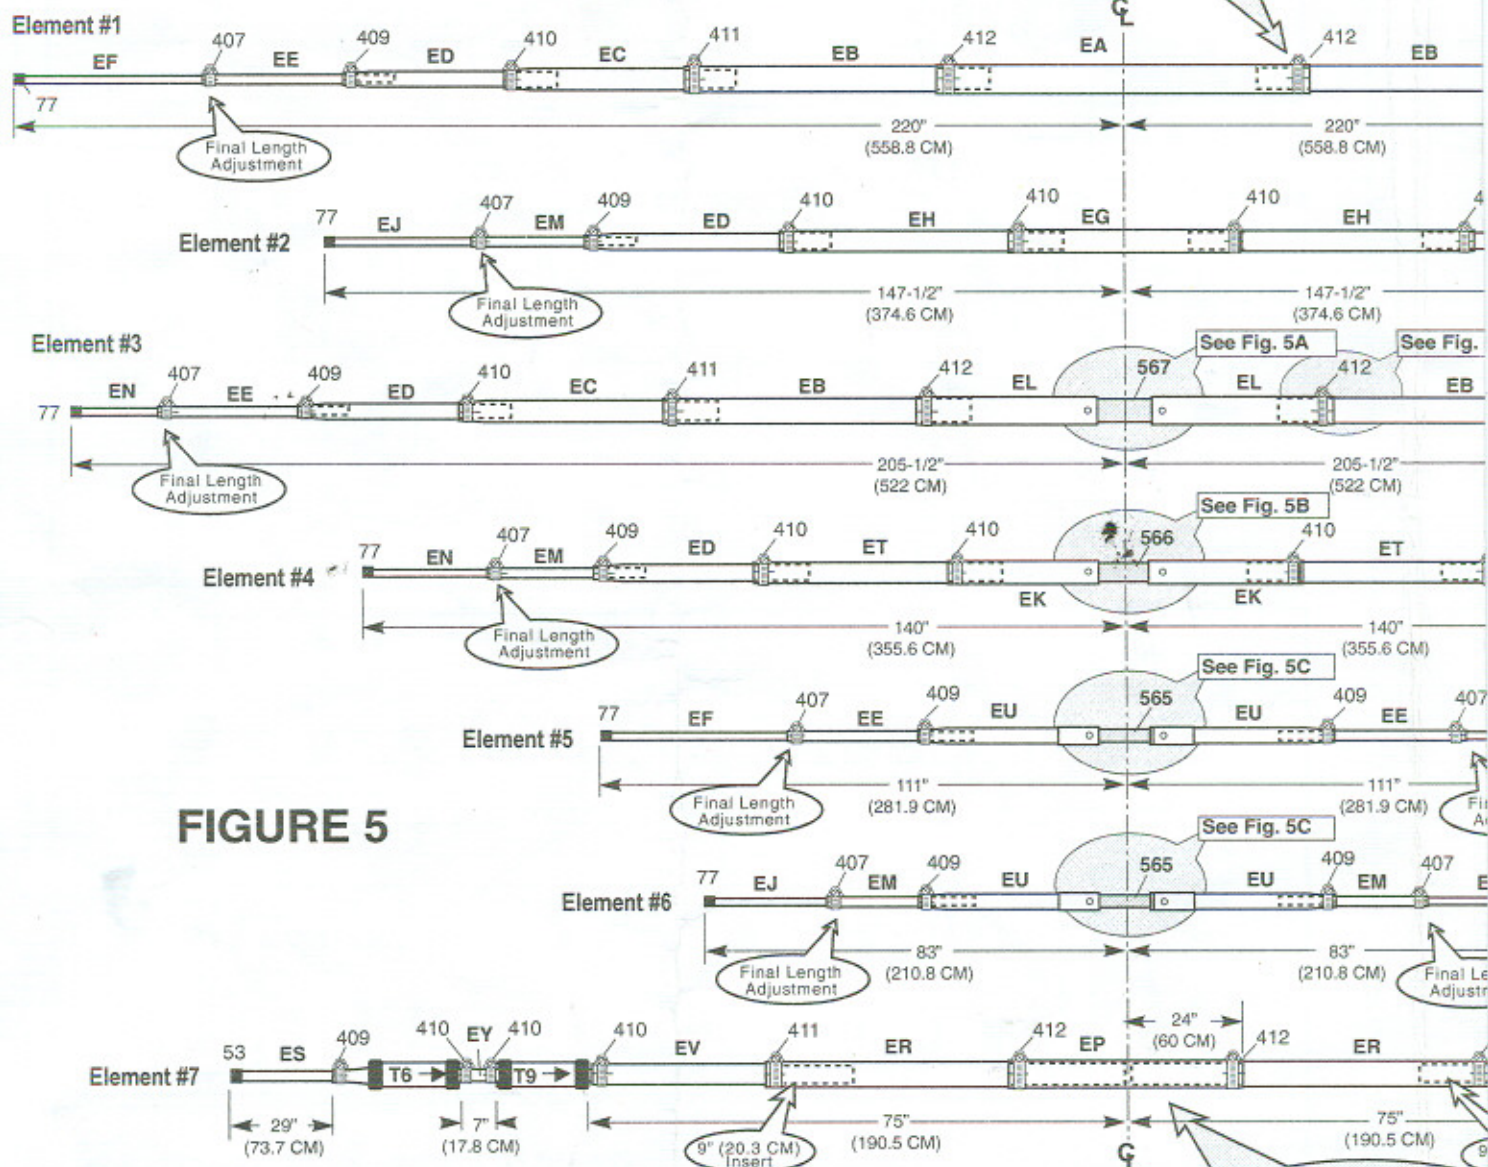 Element #1
EF
407
EE
409
ED
410
EC
411
EB
412
EA
412
EB
77
Final Length
Adjustment
220"
(558.8 CM)
220"
(558.8 CM)
Element #2
77
EJ
407
EM
409
ED
410
EH
410
EG
410
EH
4
Final Length
Adjustment
147-1/2"
(374.6 CM)
147-1/2"
(374.6 CM)
Element #3
77
EN
407
EE
409
ED
410
EC
411
EB
412
EL
567
See Fig. 5A
EL
412
See Fig.
EB
Final Length
Adjustment
205-1/2"
(522 CM)
205-1/2"
(522 CM)
Element #4
77
EN
407
EM
409
ED
410
ET
410
EK
566
See Fig. 5B
EK
410
ET
Final Length
Adjustment
140"
(355.6 CM)
140"
(355.6 CM)
Element #5
77
EF
407
EE
409
EU
565
See Fig. 5C
EU
409
EE
407
Final Length
Adjustment
111"
(281.9 CM)
111"
(281.9 CM)
Fi
A
FIGURE 5
Element #6
77
EJ
407
EM
409
EU
565
See Fig. 5C
EU
409
EM
407
E
Final Length
Adjustment
83"
(210.8 CM)
83"
(210.8 CM)
Final Le
Adjustm
Element #7
53
ES
409
T6
410
EY
410
T9
410
EV
411
ER
412
EP
24"
(60 CM)
412
ER
29"
(73.7 CM)
7"
(17.8 CM)
9" (20.3 CM)
Insert
75"
(190.5 CM)
75"
(190.5 CM)
9